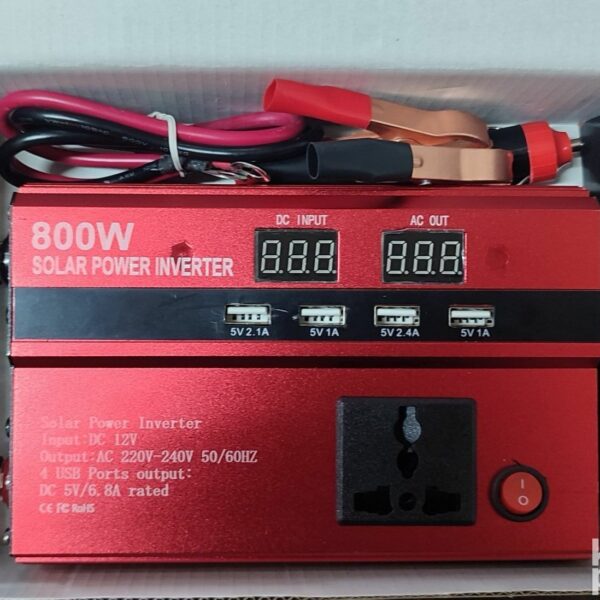 DC INPUT
AC OUT
800W
SOLAR POWER INVERTER
5V 2.1A
5V 1A
5V 2.4A
5V 1A
Solar Power Inverter
Input:DC 12V
Output:AC 220V-240V 50/60HZ
4 USB Ports output:
DC 5V/6.8A rated
CE FC RoHS
I
O